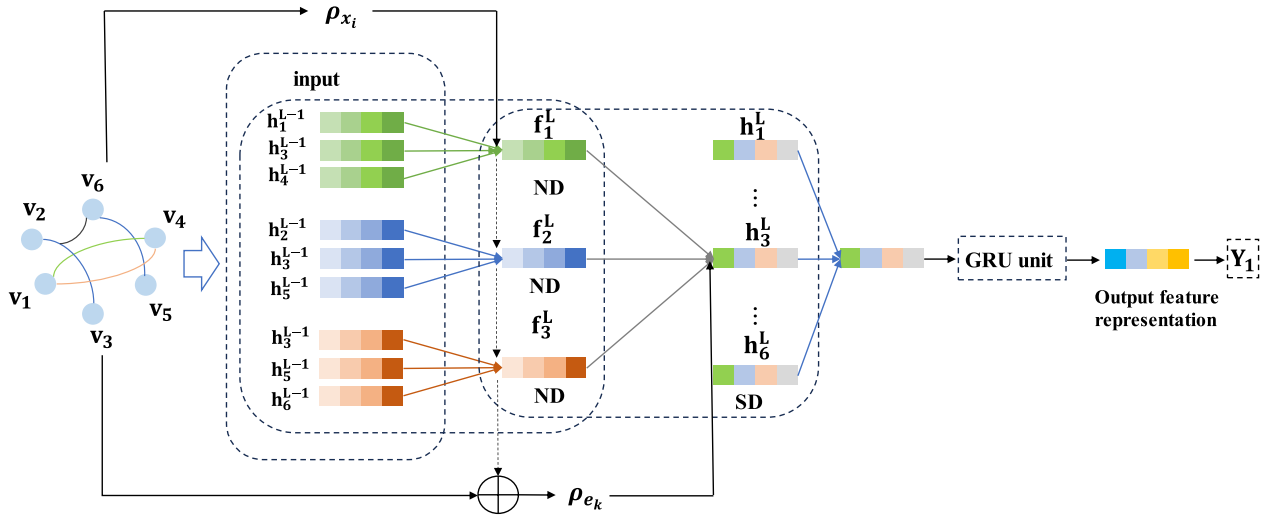 ρ_{x_i}
input
h_1^{L-1}
h_3^{L-1}
h_4^{L-1}
f_1^L
h_1^L
ND
⋮
v_6
v_2
v_4
v_1
v_5
v_3
h_2^{L-1}
h_3^{L-1}
h_5^{L-1}
f_2^L
h_3^L
ND
⋮
GRU unit
Y_1
Output feature
representation
h_3^{L-1}
h_5^{L-1}
h_6^{L-1}
f_3^L
h_6^L
ND
SD
ρ_{e_k}